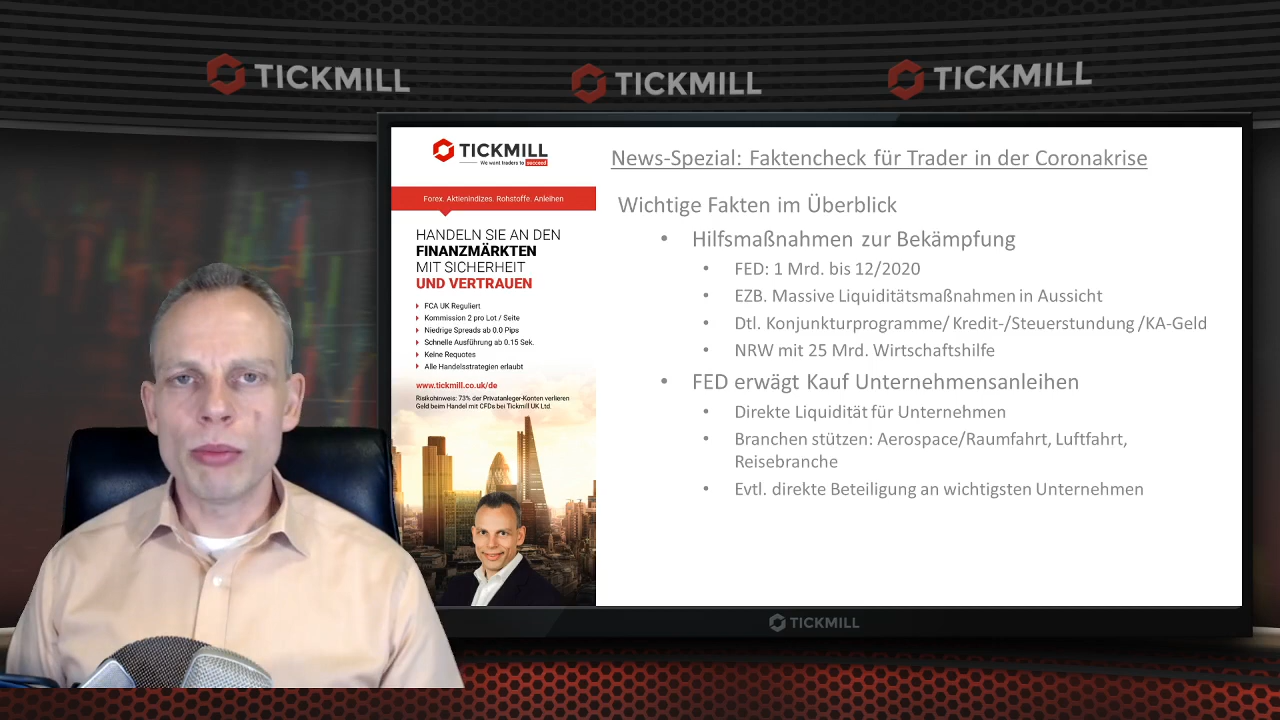 TICKMILL
TICKMILL
TICKMILL
TICKMILL
We want traders to succeed
Forex. Aktienindizes. Rohstoffe. Anleihen
HANDELN SIE AN DEN
FINANZMÄRKTEN
MIT SICHERHEIT
UND VERTRAUEN
FCA UK Reguliert
Kommission 2 pro Lot / Seite
Niedrige Spreads ab 0.0 Pips
Schnelle Ausführung ab 0.15 Sek.
Keine Requotes
Alle Handelsstrategien erlaubt
www.tickmill.co.uk/de
Risikohinweis: 73% der Privatanleger-Konten verlieren
Geld beim Handel mit CFDs bei Tickmill UK Ltd.
News-Spezial: Faktencheck für Trader in der Coronakrise
Wichtige Fakten im Überblick
• Hilfsmaßnahmen zur Bekämpfung
• FED: 1 Mrd. bis 12/2020
• EZB. Massive Liquiditätsmaßnahmen in Aussicht
• Dtl. Konjunkturprogramme/ Kredit-/Steuerstundung /KA-Geld
• NRW mit 25 Mrd. Wirtschaftshilfe
• FED erwägt Kauf Unternehmensanleihen
• Direkte Liquidität für Unternehmen
• Branchen stützen: Aerospace/Raumfahrt, Luftfahrt,
Reisebranche
• Evtl. direkte Beteiligung an wichtigsten Unternehmen
TICKMILL